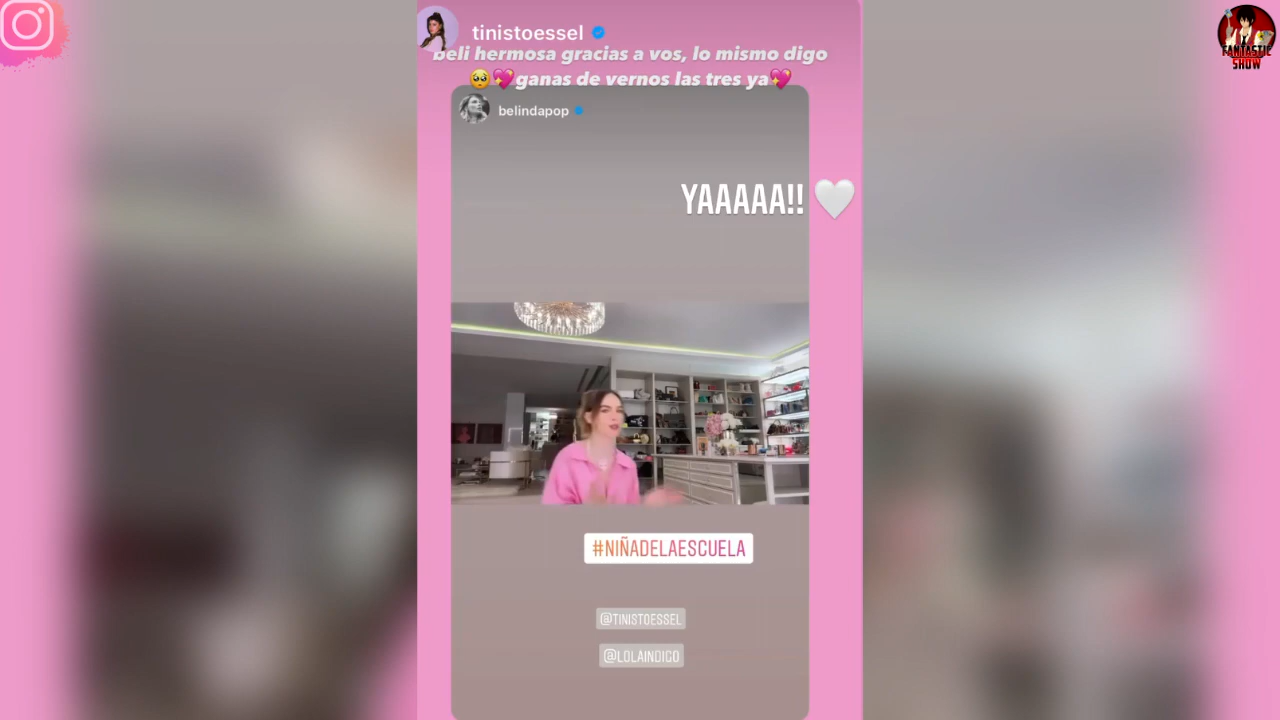 tinistoessel
beli hermosa gracias a vos, lo mismo digo
🥺💖ganas de vernos las tres ya💖
belindapop
YAAAAA!! 🤍
#NIÑADELAESCUELA
@TINISTOESSEL
@LOLAINDIGO
FANTASTIC
SHOW